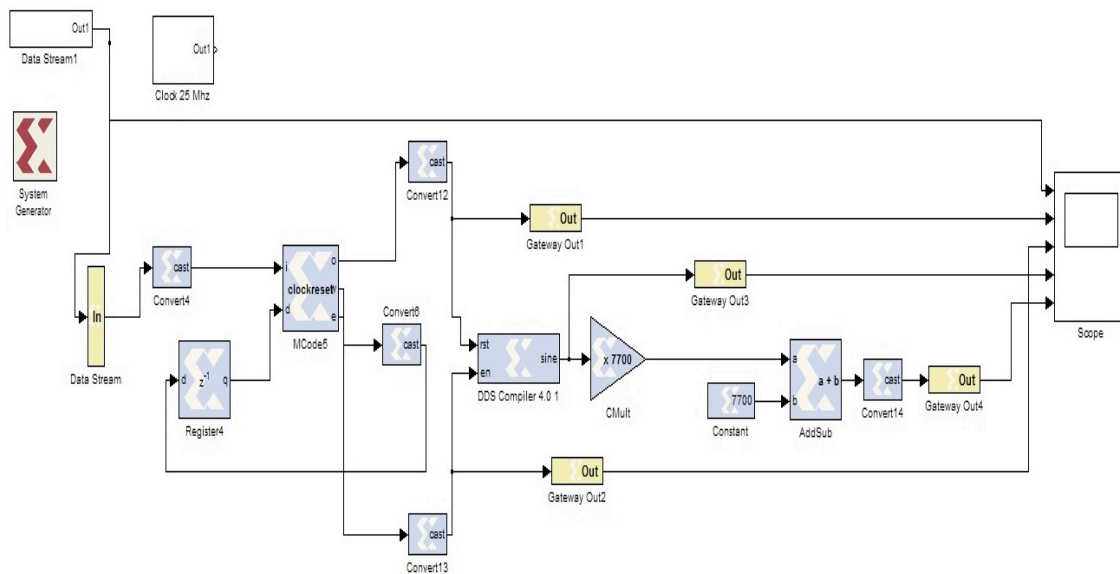 Out1
Data Stream1
Out1
Clock 25 Mhz
System
Generator
cast
Convert12
Out
Gateway Out1
In
Data Stream
cast
Convert4
i
d
clockreset
o
w
e
MCode5
cast
Convert6
d
z-1
q
Register4
rst
en
sine
DDS Compiler 4.0 1
Out
Gateway Out3
x 7700
CMult
7700
Constant
a
b
a + b
AddSub
cast
Convert14
Out
Gateway Out4
Scope
Out
Gateway Out2
cast
Convert13